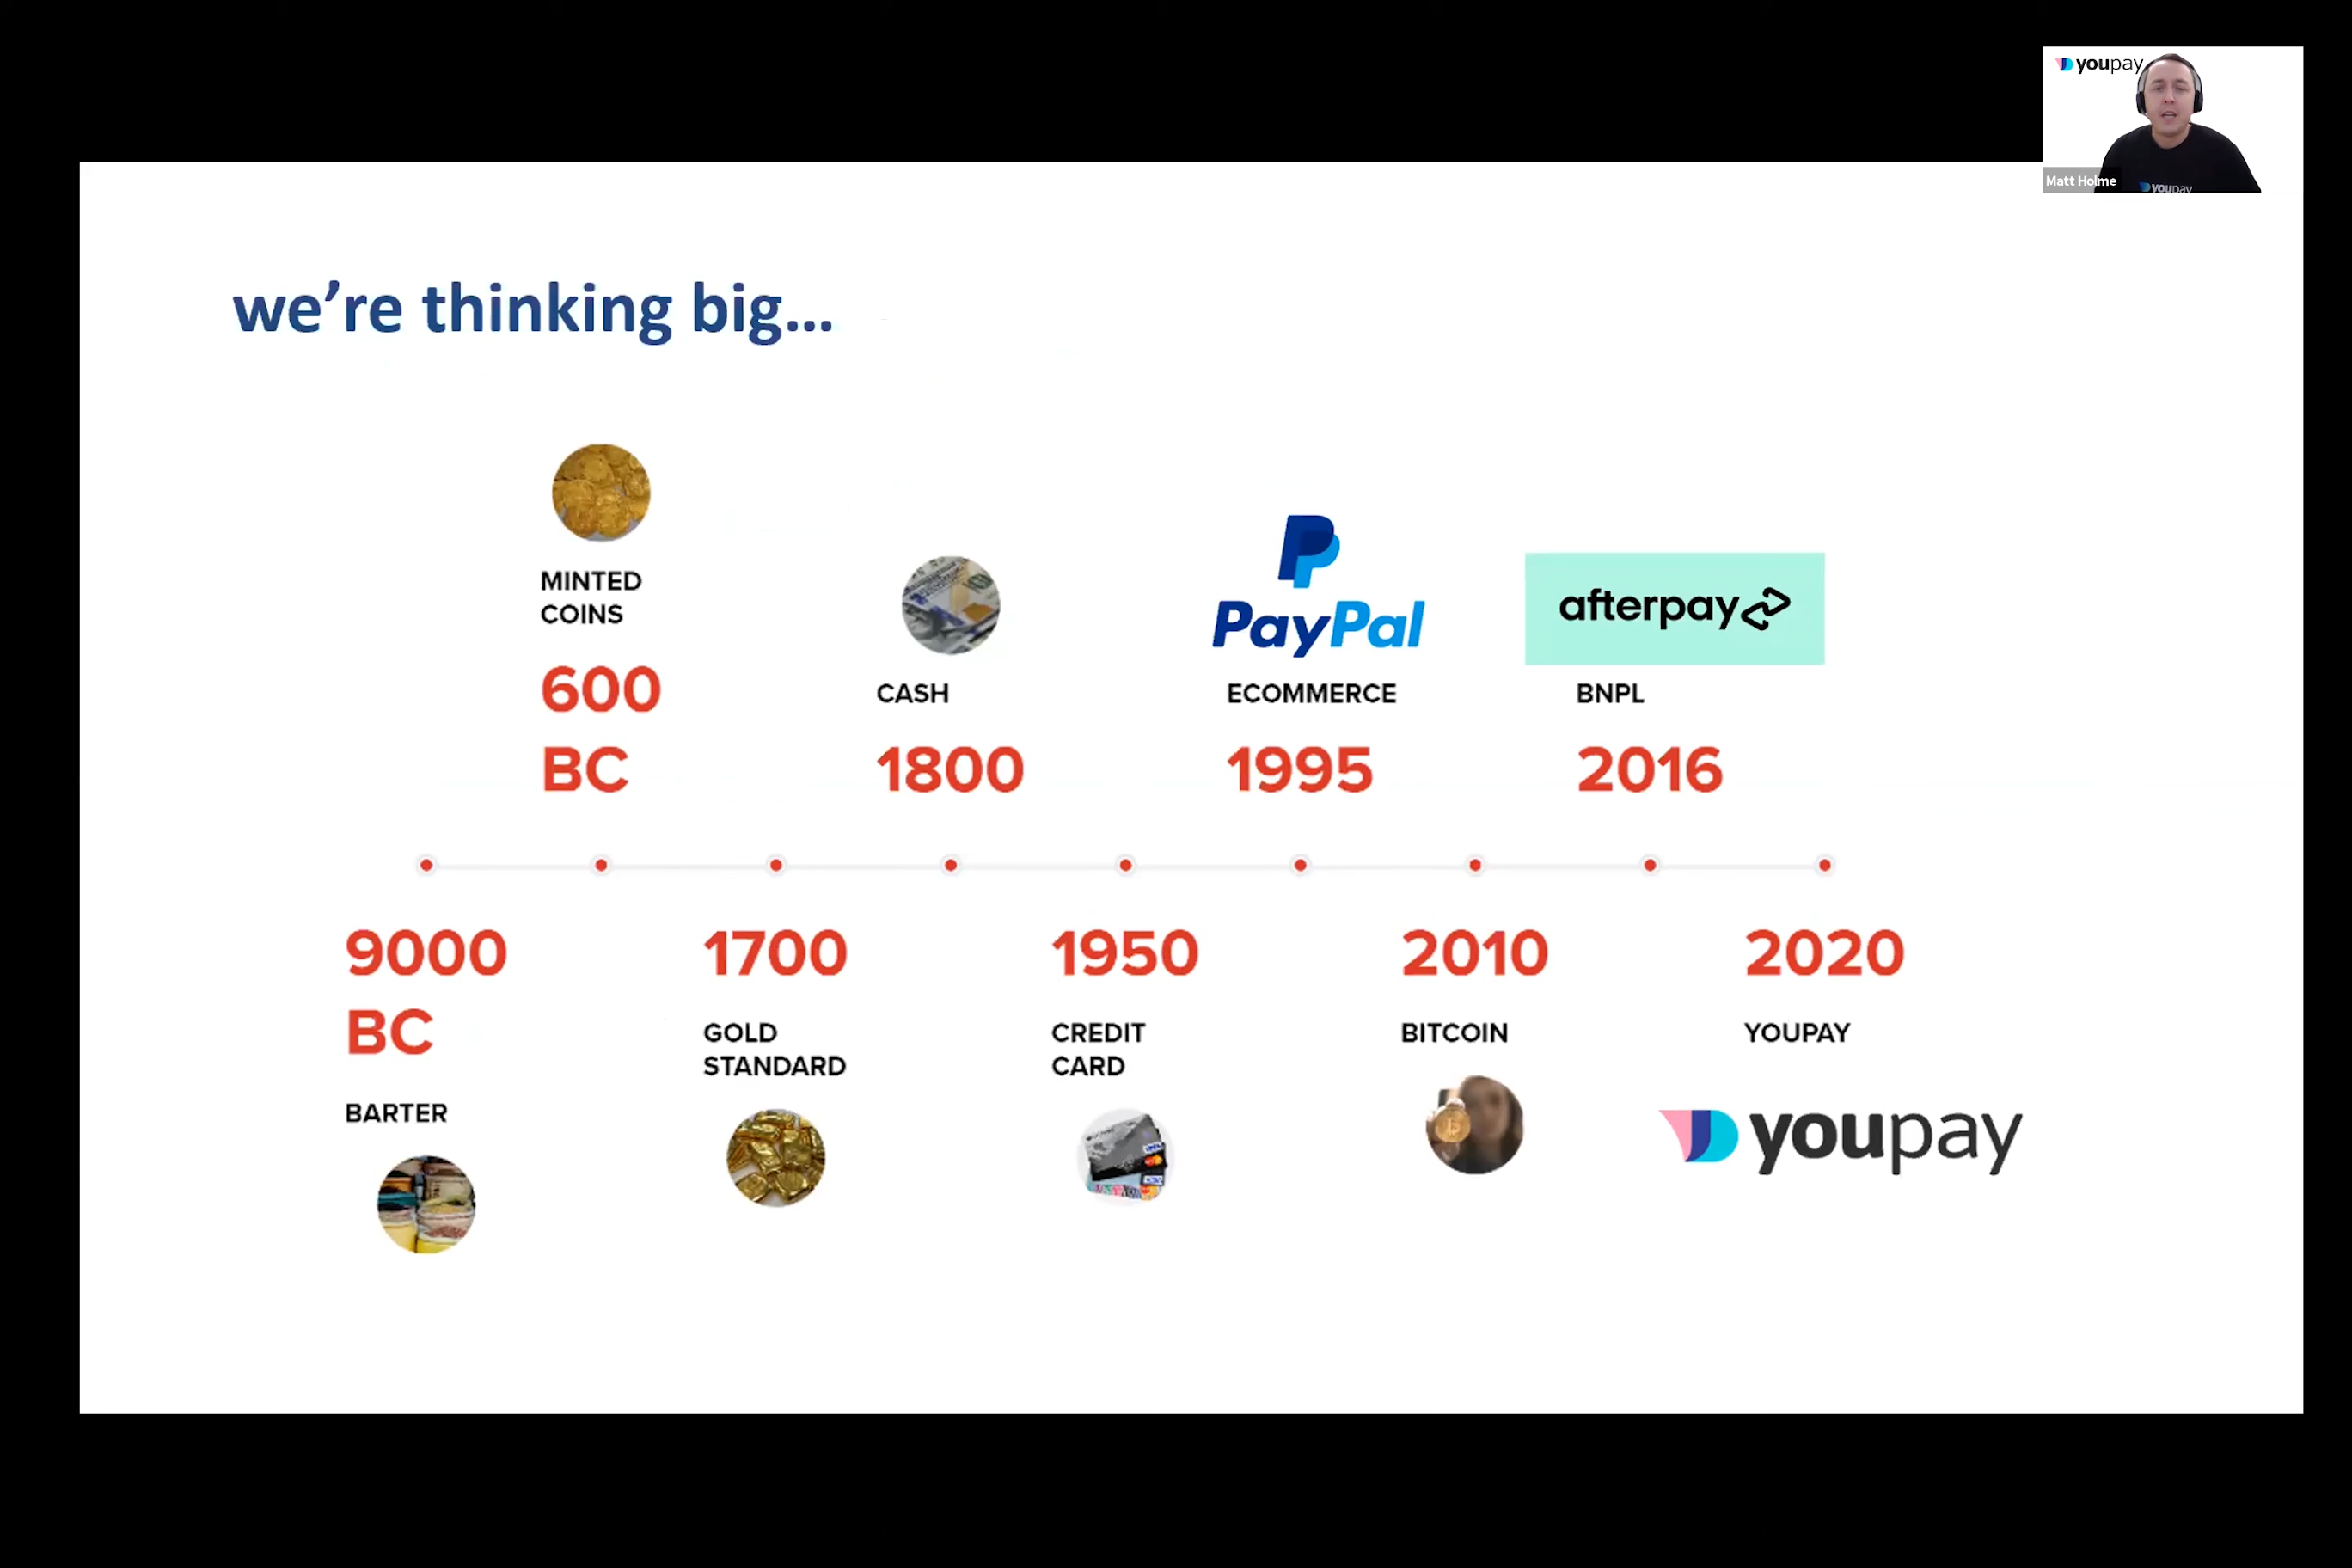 youpay
Matt Holme
youpay
we're thinking big...
MINTED
COINS
600
BC
CASH
1800
PayPal
ECOMMERCE
1995
afterpay
BNPL
2016
9000
BC
BARTER
1700
GOLD
STANDARD
1950
CREDIT
CARD
2010
BITCOIN
2020
YOUPAY
youpay